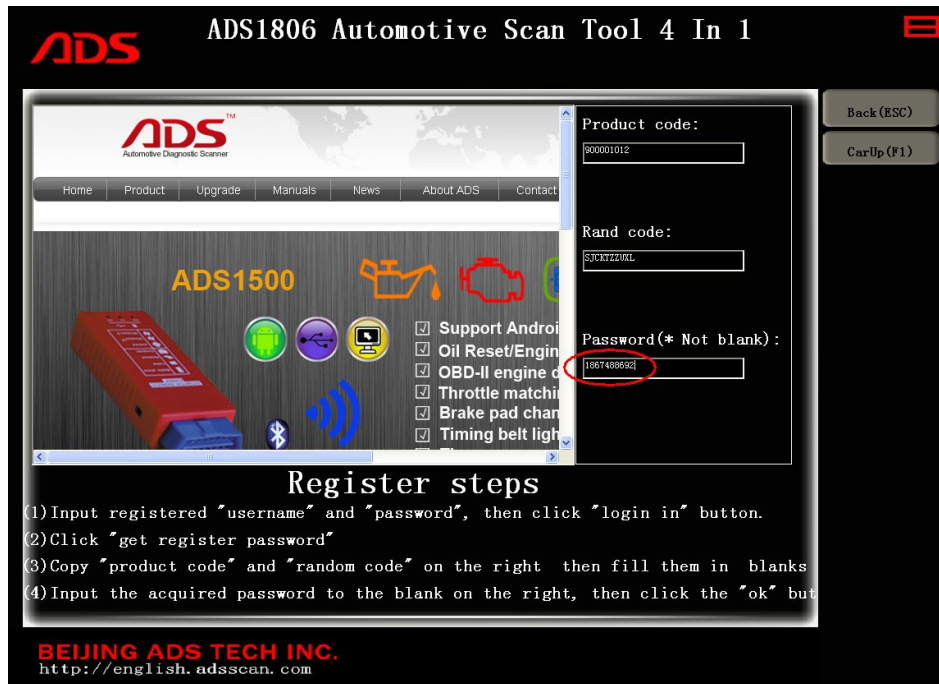 ADS
ADS1806 Automotive Scan Tool 4 In 1
Back(ESC)
CarUp(F1)
ADS™
Automotive Diagnostic Scanner
Home Product Upgrade Manuals News About ADS Contact
ADS1500
Support Androi
Oil Reset/Engin
OBD-II engine d
Throttle matchi
Brake pad chan
Timing belt ligh
Product code:
900001012
Rand code:
SJCKTZZVXL
Password(* Not blank):
1867488692
Register steps
(1)Input registered "username" and "password", then click "login in" button.
(2)Click "get register password"
(3)Copy "product code" and "random code" on the right then fill them in blanks
(4)Input the acquired password to the blank on the right, then click the "ok" but
BEIJING ADS TECH INC.
http://english.adsscan.com